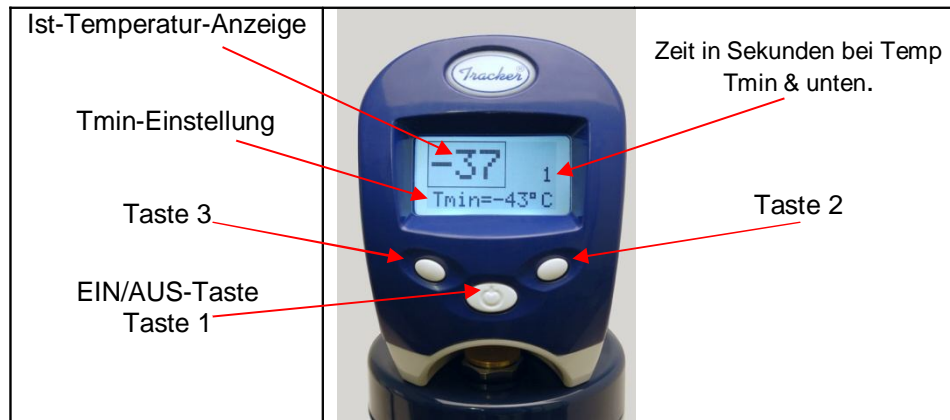 Ist-Temperatur-Anzeige
Tmin-Einstellung
Taste 3
EIN/AUS-Taste
Taste 1
Tracker®
-37
1
Tmin=-43°C
Zeit in Sekunden bei Temp
Tmin & unten.
Taste 2